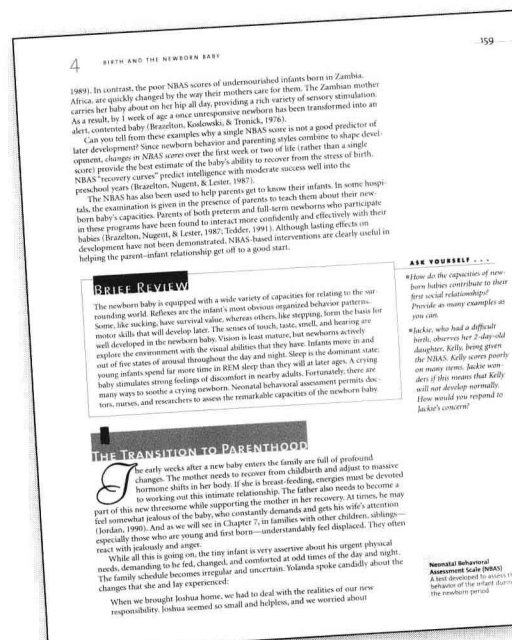 159
4 BIRTH AND THE NEWBORN BABY
1989). In contrast, the poor NBAS scores of undernourished infants born in Zambia,
Africa, are quickly changed by the way their mothers care for them. The Zambian mother
carries her baby about on her hip all day, providing a rich variety of sensory stimulation.
As a result, by 1 week of age a once unresponsive newborn has been transformed into an
alert, contented baby (Brazelton, Koslowski, & Tronick, 1976).
Can you tell from these examples why a single NBAS score is not a good predictor of
later development? Since newborn behavior and parenting styles combine to shape devel-
opment, changes in NBAS scores over the first week or two of life (rather than a single
score) provide the best estimate of the baby's ability to recover from the stress of birth.
NBAS "recovery curves" predict intelligence with moderate success well into the
preschool years (Brazelton, Nugent, & Lester, 1987).
The NBAS has also been used to help parents get to know their infants. In some hospi-
tals, the examination is given in the presence of parents to teach them about their new-
born baby's capacities. Parents of both preterm and full-term newborns who participate
in these programs have been found to interact more confidently and effectively with their
babies (Brazelton, Nugent, & Lester, 1987; Tedder, 1991). Although lasting effects on
development have not been demonstrated, NBAS-based interventions are clearly useful in
helping the parent–infant relationship get off to a good start.
BRIEF REVIEW
The newborn baby is equipped with a wide variety of capacities for relating to the sur-
rounding world. Reflexes are the infant's most obvious organized behavior patterns.
Some, like sucking, have survival value, whereas others, like stepping, form the basis for
motor skills that will develop later. The senses of touch, taste, smell, and hearing are
well developed in the newborn baby. Vision is least mature, but newborns actively
explore the environment with the visual abilities that they have. Infants move in and
out of five states of arousal throughout the day and night. Sleep is the dominant state;
young infants spend far more time in REM sleep than they will at later ages. A crying
baby stimulates strong feelings of discomfort in nearby adults. Fortunately, there are
many ways to soothe a crying newborn. Neonatal behavioral assessment permits doc-
tors, nurses, and researchers to assess the remarkable capacities of the newborn baby.
ASK YOURSELF . . .
How do the capacities of new-
born babies contribute to their
first social relationships?
Provide as many examples as
you can.
Jackie, who had a difficult
birth, observes her 2-day-old
daughter, Kelly, being given
the NBAS. Kelly scores poorly
on many items. Jackie won-
ders if this means that Kelly
will not develop normally.
How would you respond to
Jackie's concern?
THE TRANSITION TO PARENTHOOD
The early weeks after a new baby enters the family are full of profound
changes. The mother needs to recover from childbirth and adjust to massive
hormone shifts in her body. If she is breast-feeding, energies must be devoted
to working out this intimate relationship. The father also needs to become a
part of this new threesome while supporting the mother in her recovery. At times, he may
feel somewhat jealous of the baby, who constantly demands and gets his wife's attention
(Jordan, 1990). And as we will see in Chapter 7, in families with other children, siblings—
especially those who are young and first born—understandably feel displaced. They often
react with jealously and anger.
While all this is going on, the tiny infant is very assertive about his urgent physical
needs, demanding to be fed, changed, and comforted at odd times of the day and night.
The family schedule becomes irregular and uncertain. Yolanda spoke candidly about the
changes that she and Jay experienced:
When we brought Joshua home, we had to deal with the realities of our new
responsibility. Joshua seemed so small and helpless, and we worried about
Neonatal Behavioral
Assessment Scale (NBAS)
A test developed to assess the
behavior of the infant during
the newborn period